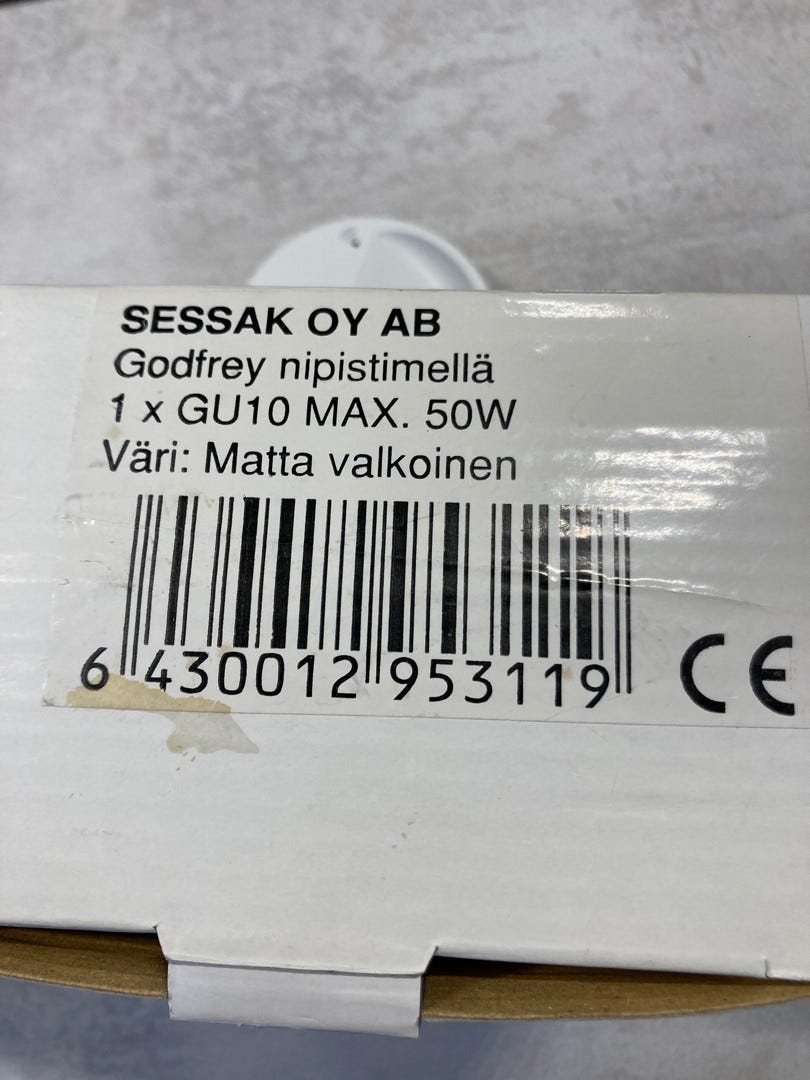 SESSAK OY AB
Godfrey nipistimellä
1 x GU10 MAX. 50W
Väri: Matta valkoinen
6 430012 953119
CE